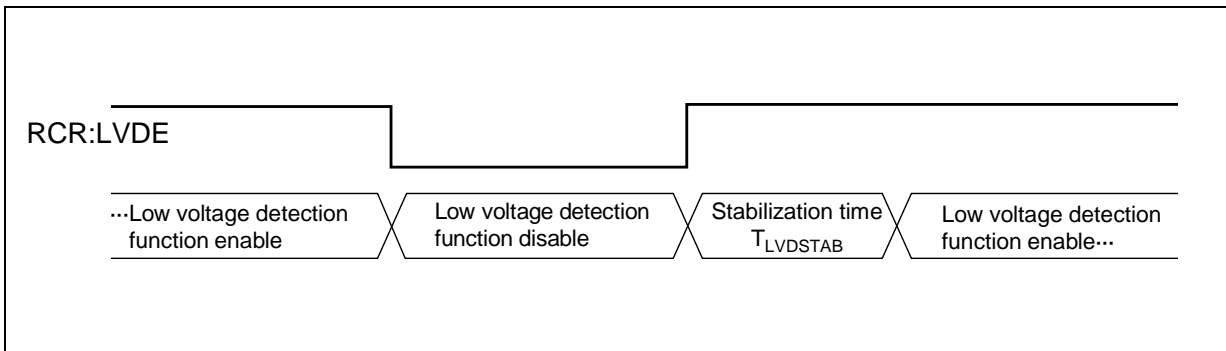 RCR:LVDE
···Low voltage detection
function enable
Low voltage detection
function disable
Stabilization time
TLVDSTAB
Low voltage detection
function enable···